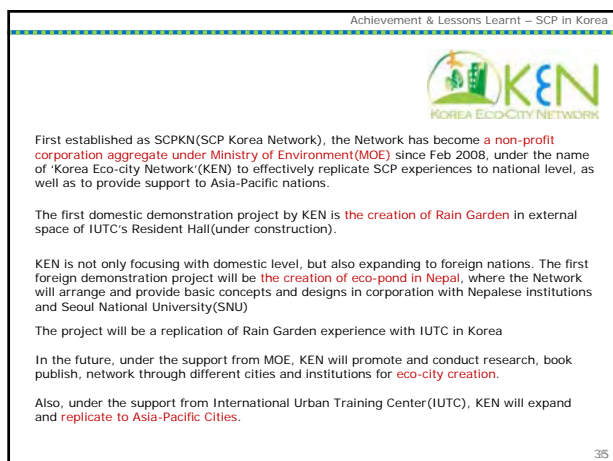 Achievement & Lessons Learnt – SCP in Korea
KEN
KOREA ECO-CITY NETWORK
First established as SCPKN(SCP Korea Network), the Network has become a non-profit
corporation aggregate under Ministry of Environment(MOE) since Feb 2008, under the name
of 'Korea Eco-city Network'(KEN) to effectively replicate SCP experiences to national level, as
well as to provide support to Asia-Pacific nations.
The first domestic demonstration project by KEN is the creation of Rain Garden in external
space of IUTC's Resident Hall(under construction).
KEN is not only focusing with domestic level, but also expanding to foreign nations. The first
foreign demonstration project will be the creation of eco-pond in Nepal, where the Network
will arrange and provide basic concepts and designs in corporation with Nepalese institutions
and Seoul National University(SNU)
The project will be a replication of Rain Garden experience with IUTC in Korea
In the future, under the support from MOE, KEN will promote and conduct research, book
publish, network through different cities and institutions for eco-city creation.
Also, under the support from International Urban Training Center(IUTC), KEN will expand
and replicate to Asia-Pacific Cities.